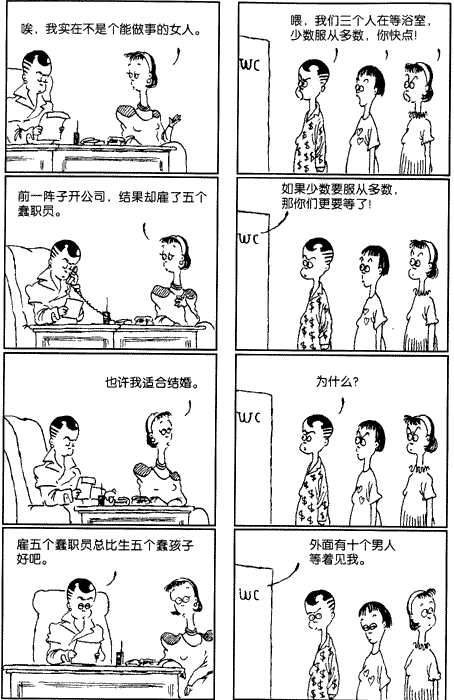 唉，我实在不是个能做事的女人。
前一阵子开公司，结果却雇了五个
蠢职员。
也许我适合结婚。
雇五个蠢职员总比生五个蠢孩子
好吧。
喂，我们三个人在等浴室，
少数服从多数，你快点！
WC
如果少数要服从多数，
那你们更要等了！
WC
为什么？
WC
外面有十个男人
等着见我。
WC